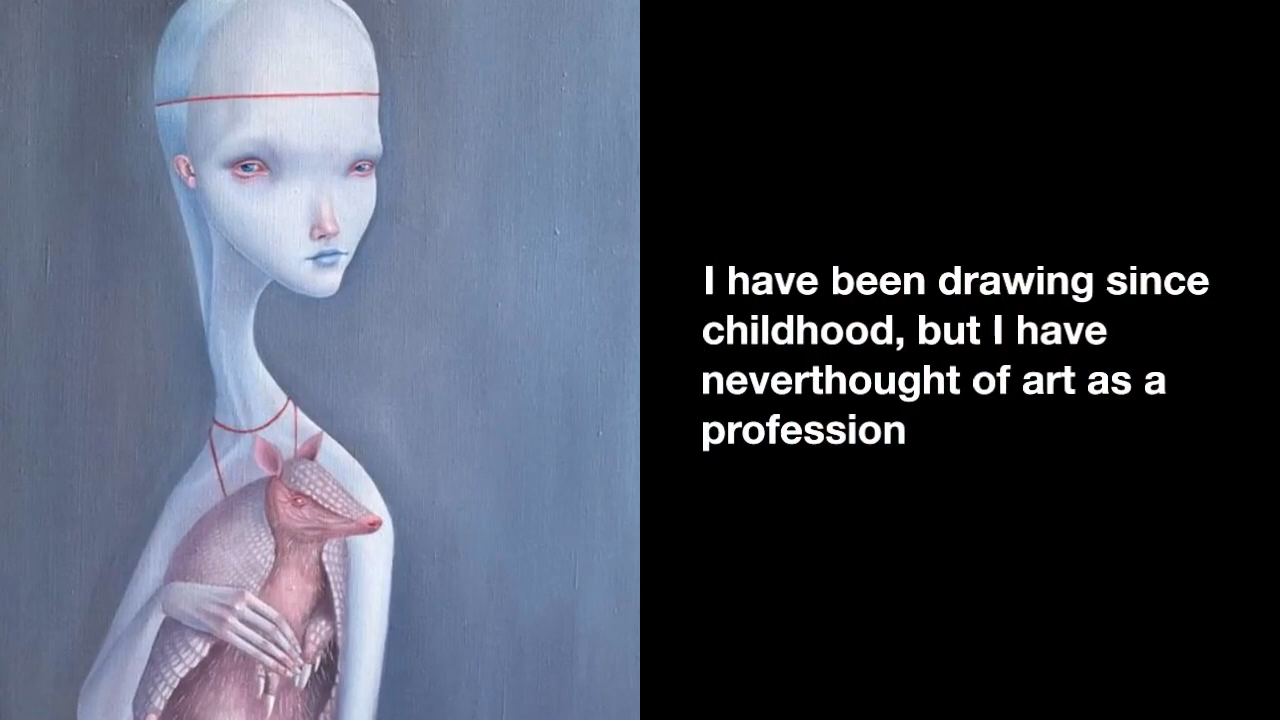 I have been drawing since
childhood, but I have
neverthought of art as a
profession